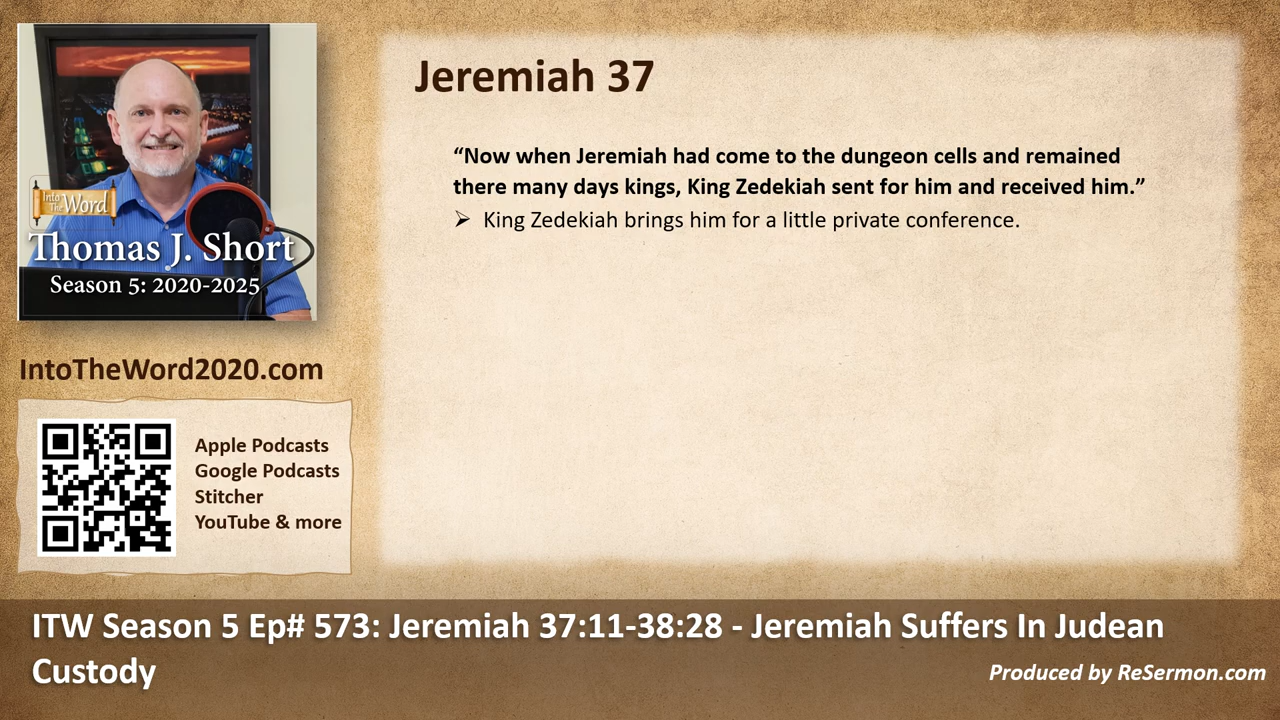 Into
The Word
Thomas J. Short
Season 5: 2020-2025
IntoTheWord2020.com
Apple Podcasts
Google Podcasts
Stitcher
YouTube & more
Jeremiah 37
“Now when Jeremiah had come to the dungeon cells and remained
there many days kings, King Zedekiah sent for him and received him.”
➢ King Zedekiah brings him for a little private conference.
ITW Season 5 Ep# 573: Jeremiah 37:11-38:28 - Jeremiah Suffers In Judean
Custody
Produced by ReSermon.com